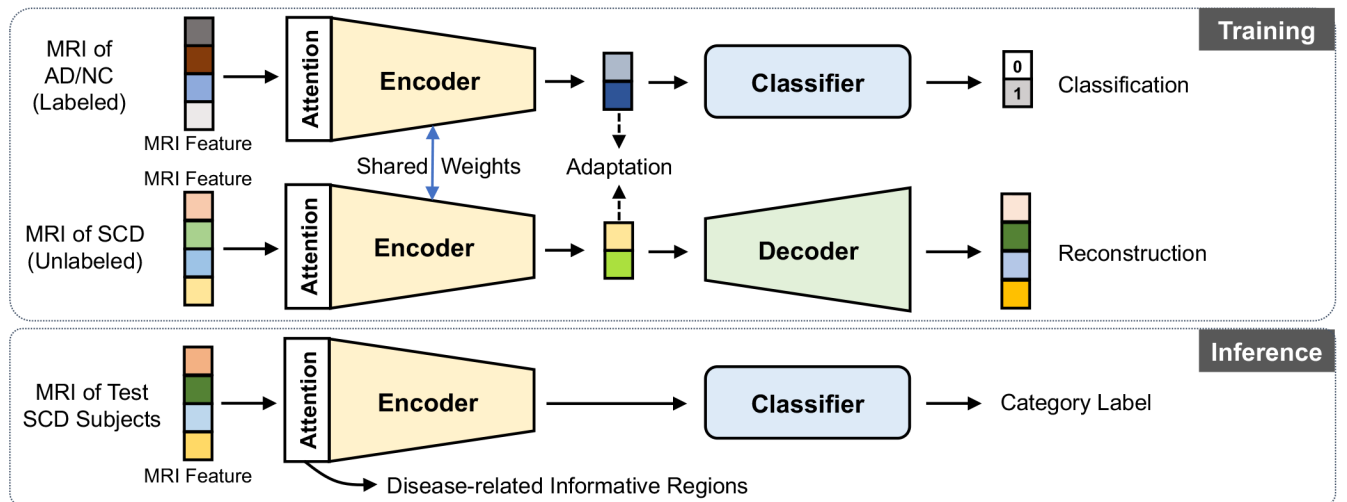 Training
MRI of
AD/NC
(Labeled)
MRI Feature
Attention
Encoder
Classifier
0
1
Classification
Shared Weights
Adaptation
MRI Feature
MRI of SCD
(Unlabeled)
Attention
Encoder
Decoder
Reconstruction
Inference
MRI of Test
SCD Subjects
MRI Feature
Attention
Encoder
Classifier
Category Label
Disease-related Informative Regions